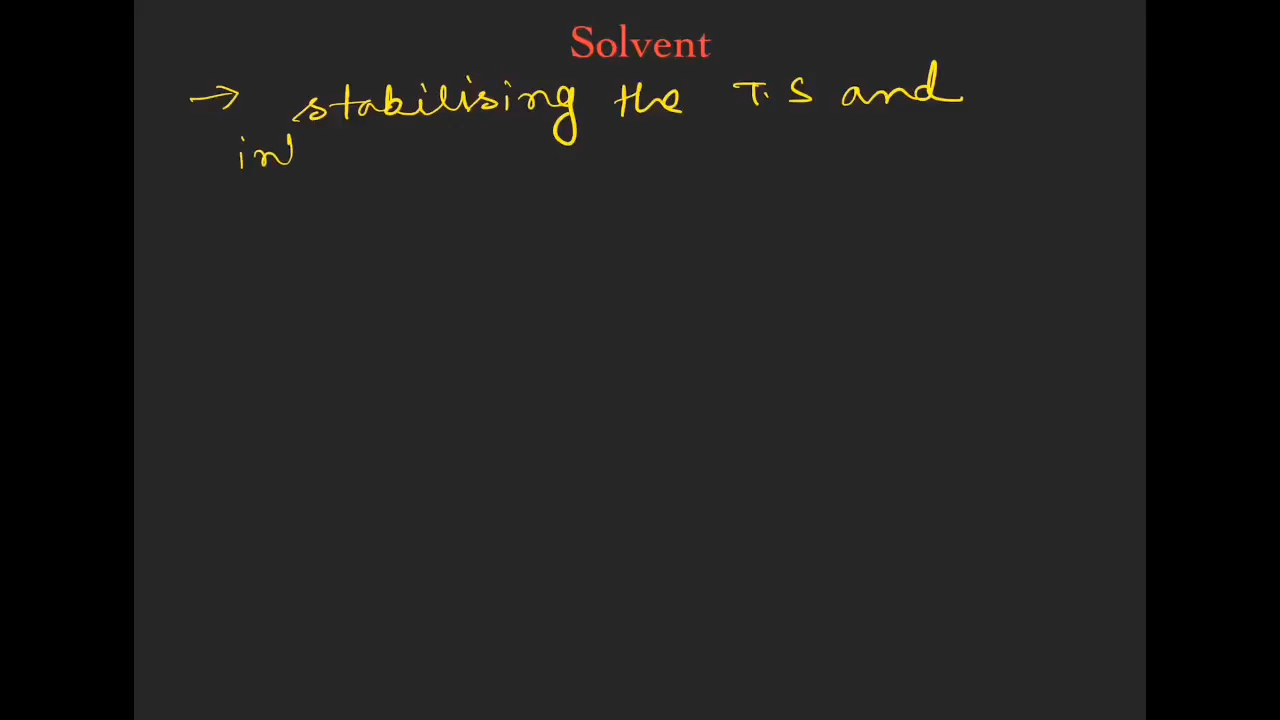 Solvent
→ stabilising the T.S and
in